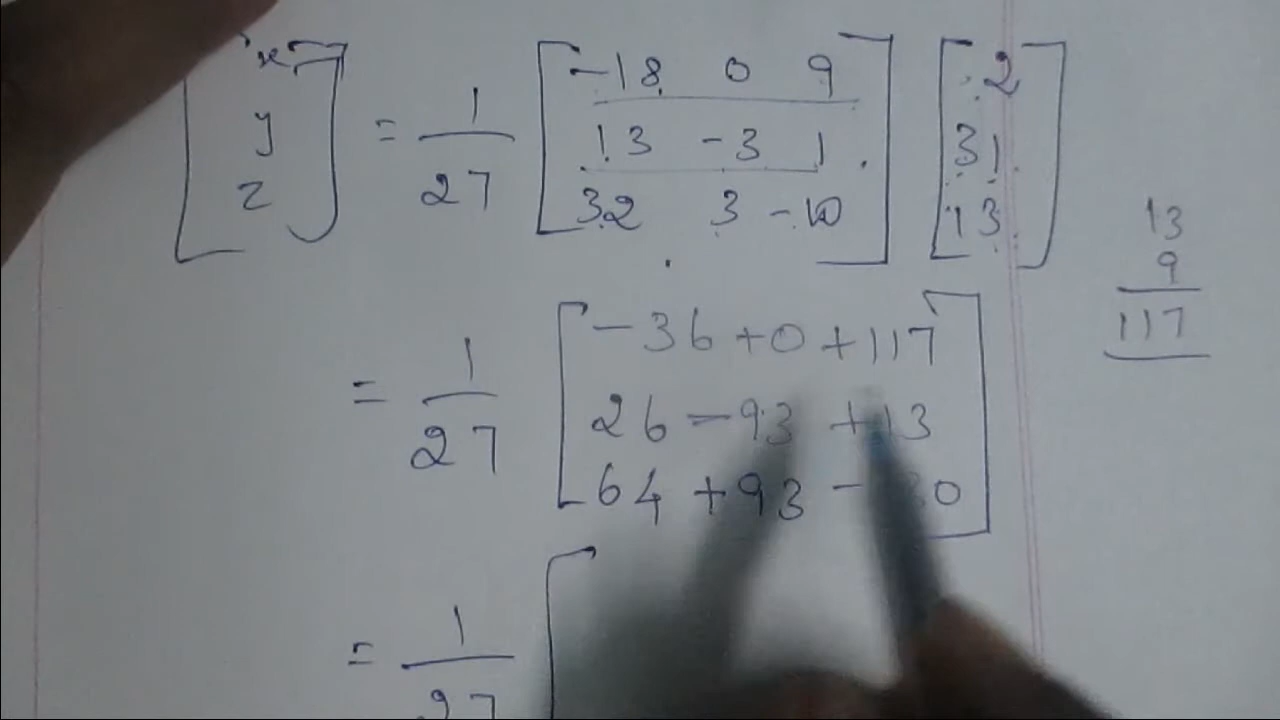 [x y z] = 1/27 [-18 0 9; 13 -3 1; 32 3 -10] [2; 31; 13]
13
9
117
= 1/27 [-36+0+117; 26-93+13; 64+93-30]
= 1/27 [